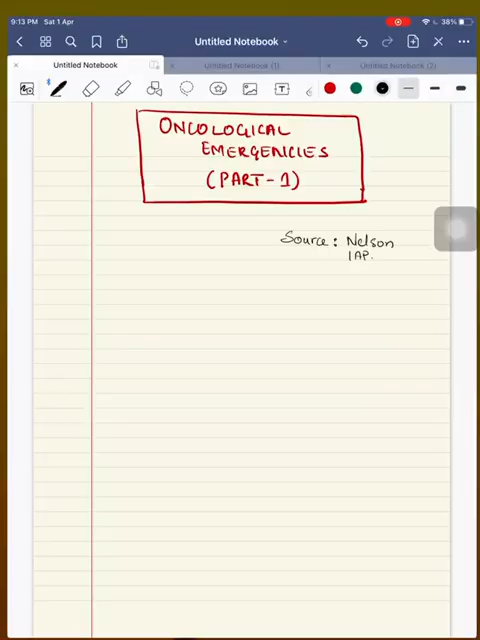 9:13 PM Sat 1 Apr
38%
Untitled Notebook
Untitled Notebook
Untitled Notebook (1)
Untitled Notebook (2)
ONCOLOGICAL
EMERGENCIES
(PART-1)
Source: Nelson
IAP.